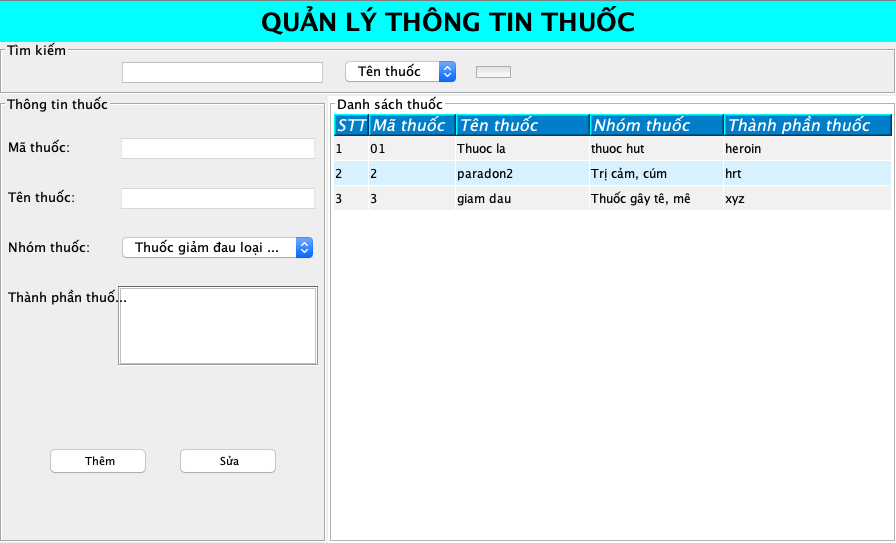 QUẢN LÝ THÔNG TIN THUỐC
Tìm kiếm
Tên thuốc
Thông tin thuốc
Mã thuốc:
Tên thuốc:
Nhóm thuốc:
Thuốc giảm đau loại ...
Thành phần thuố...
Thêm
Sửa
Danh sách thuốc
STT Mã thuốc Tên thuốc Nhóm thuốc Thành phần thuốc
1 01 Thuoc la thuoc hut heroin
2 2 paradon2 Trị cảm, cúm hrt
3 3 giam dau Thuốc gây tê, mê xyz